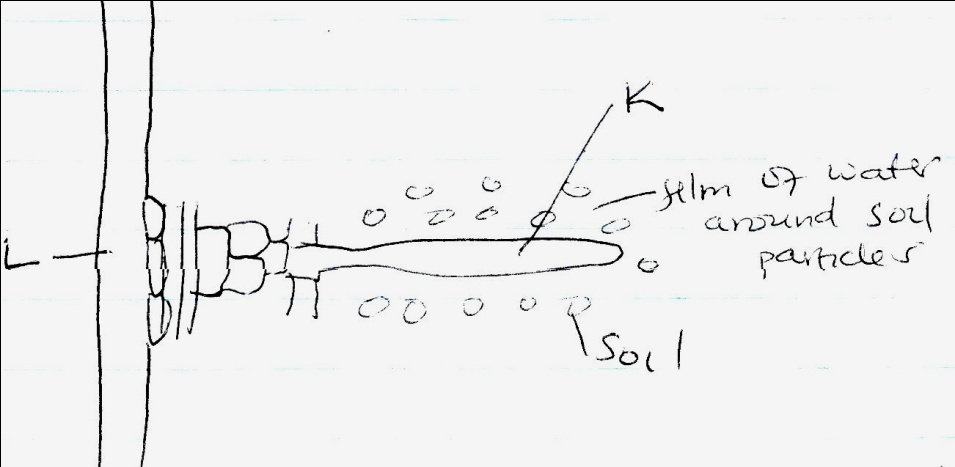 K
film of water
around soil
particles
L
Soil